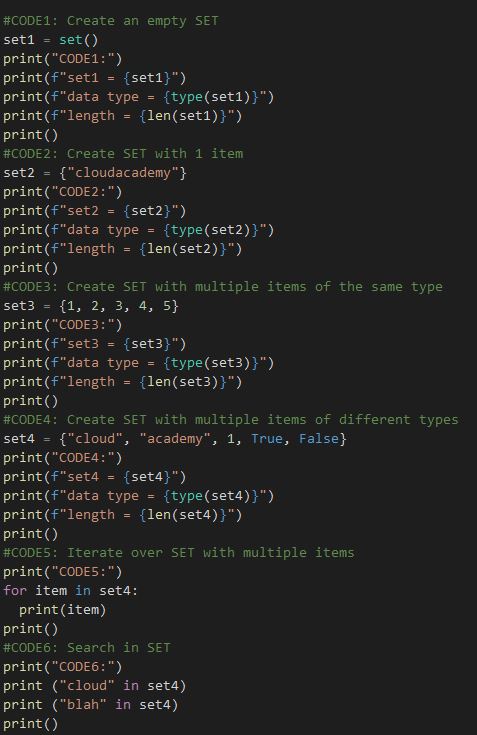 #CODE1: Create an empty SET
set1 = set()
print("CODE1:")
print(f"set1 = {set1}")
print(f"data type = {type(set1)}")
print(f"length = {len(set1)}")
print()
#CODE2: Create SET with 1 item
set2 = {"cloudacademy"}
print("CODE2:")
print(f"set2 = {set2}")
print(f"data type = {type(set2)}")
print(f"length = {len(set2)}")
print()
#CODE3: Create SET with multiple items of the same type
set3 = {1, 2, 3, 4, 5}
print("CODE3:")
print(f"set3 = {set3}")
print(f"data type = {type(set3)}")
print(f"length = {len(set3)}")
print()
#CODE4: Create SET with multiple items of different types
set4 = {"cloud", "academy", 1, True, False}
print("CODE4:")
print(f"set4 = {set4}")
print(f"data type = {type(set4)}")
print(f"length = {len(set4)}")
print()
#CODE5: Iterate over SET with multiple items
print("CODE5:")
for item in set4:
  print(item)
print()
#CODE6: Search in SET
print("CODE6:")
print ("cloud" in set4)
print ("blah" in set4)
print()